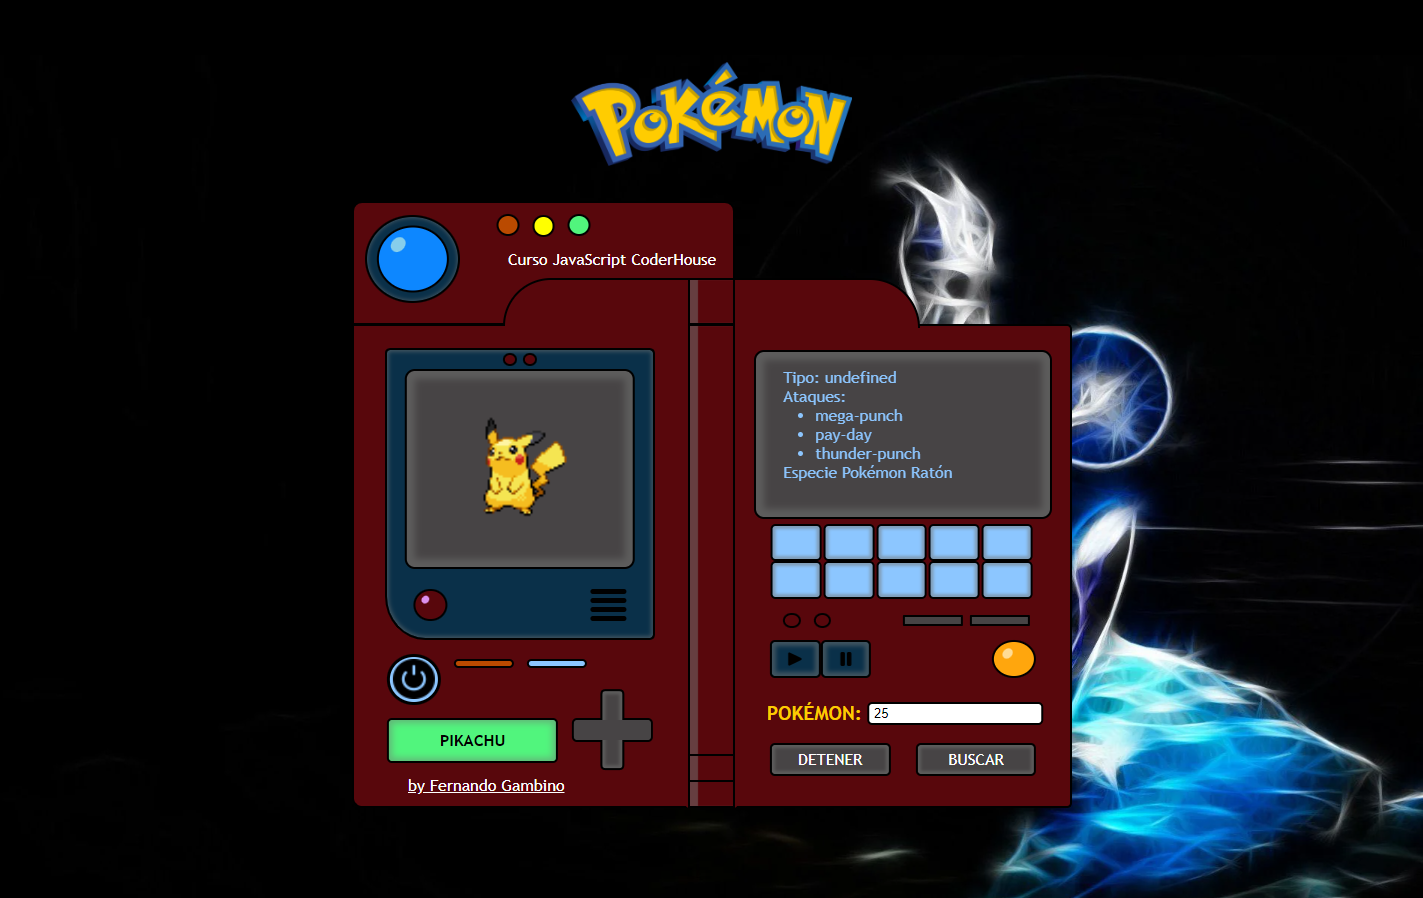 POKéMON
Curso JavaScript CoderHouse
Tipo: undefined
Ataques:
• mega-punch
• pay-day
• thunder-punch
Especie Pokémon Ratón
POKÉMON: 25
PIKACHU
DETENER BUSCAR
by Fernando Gambino